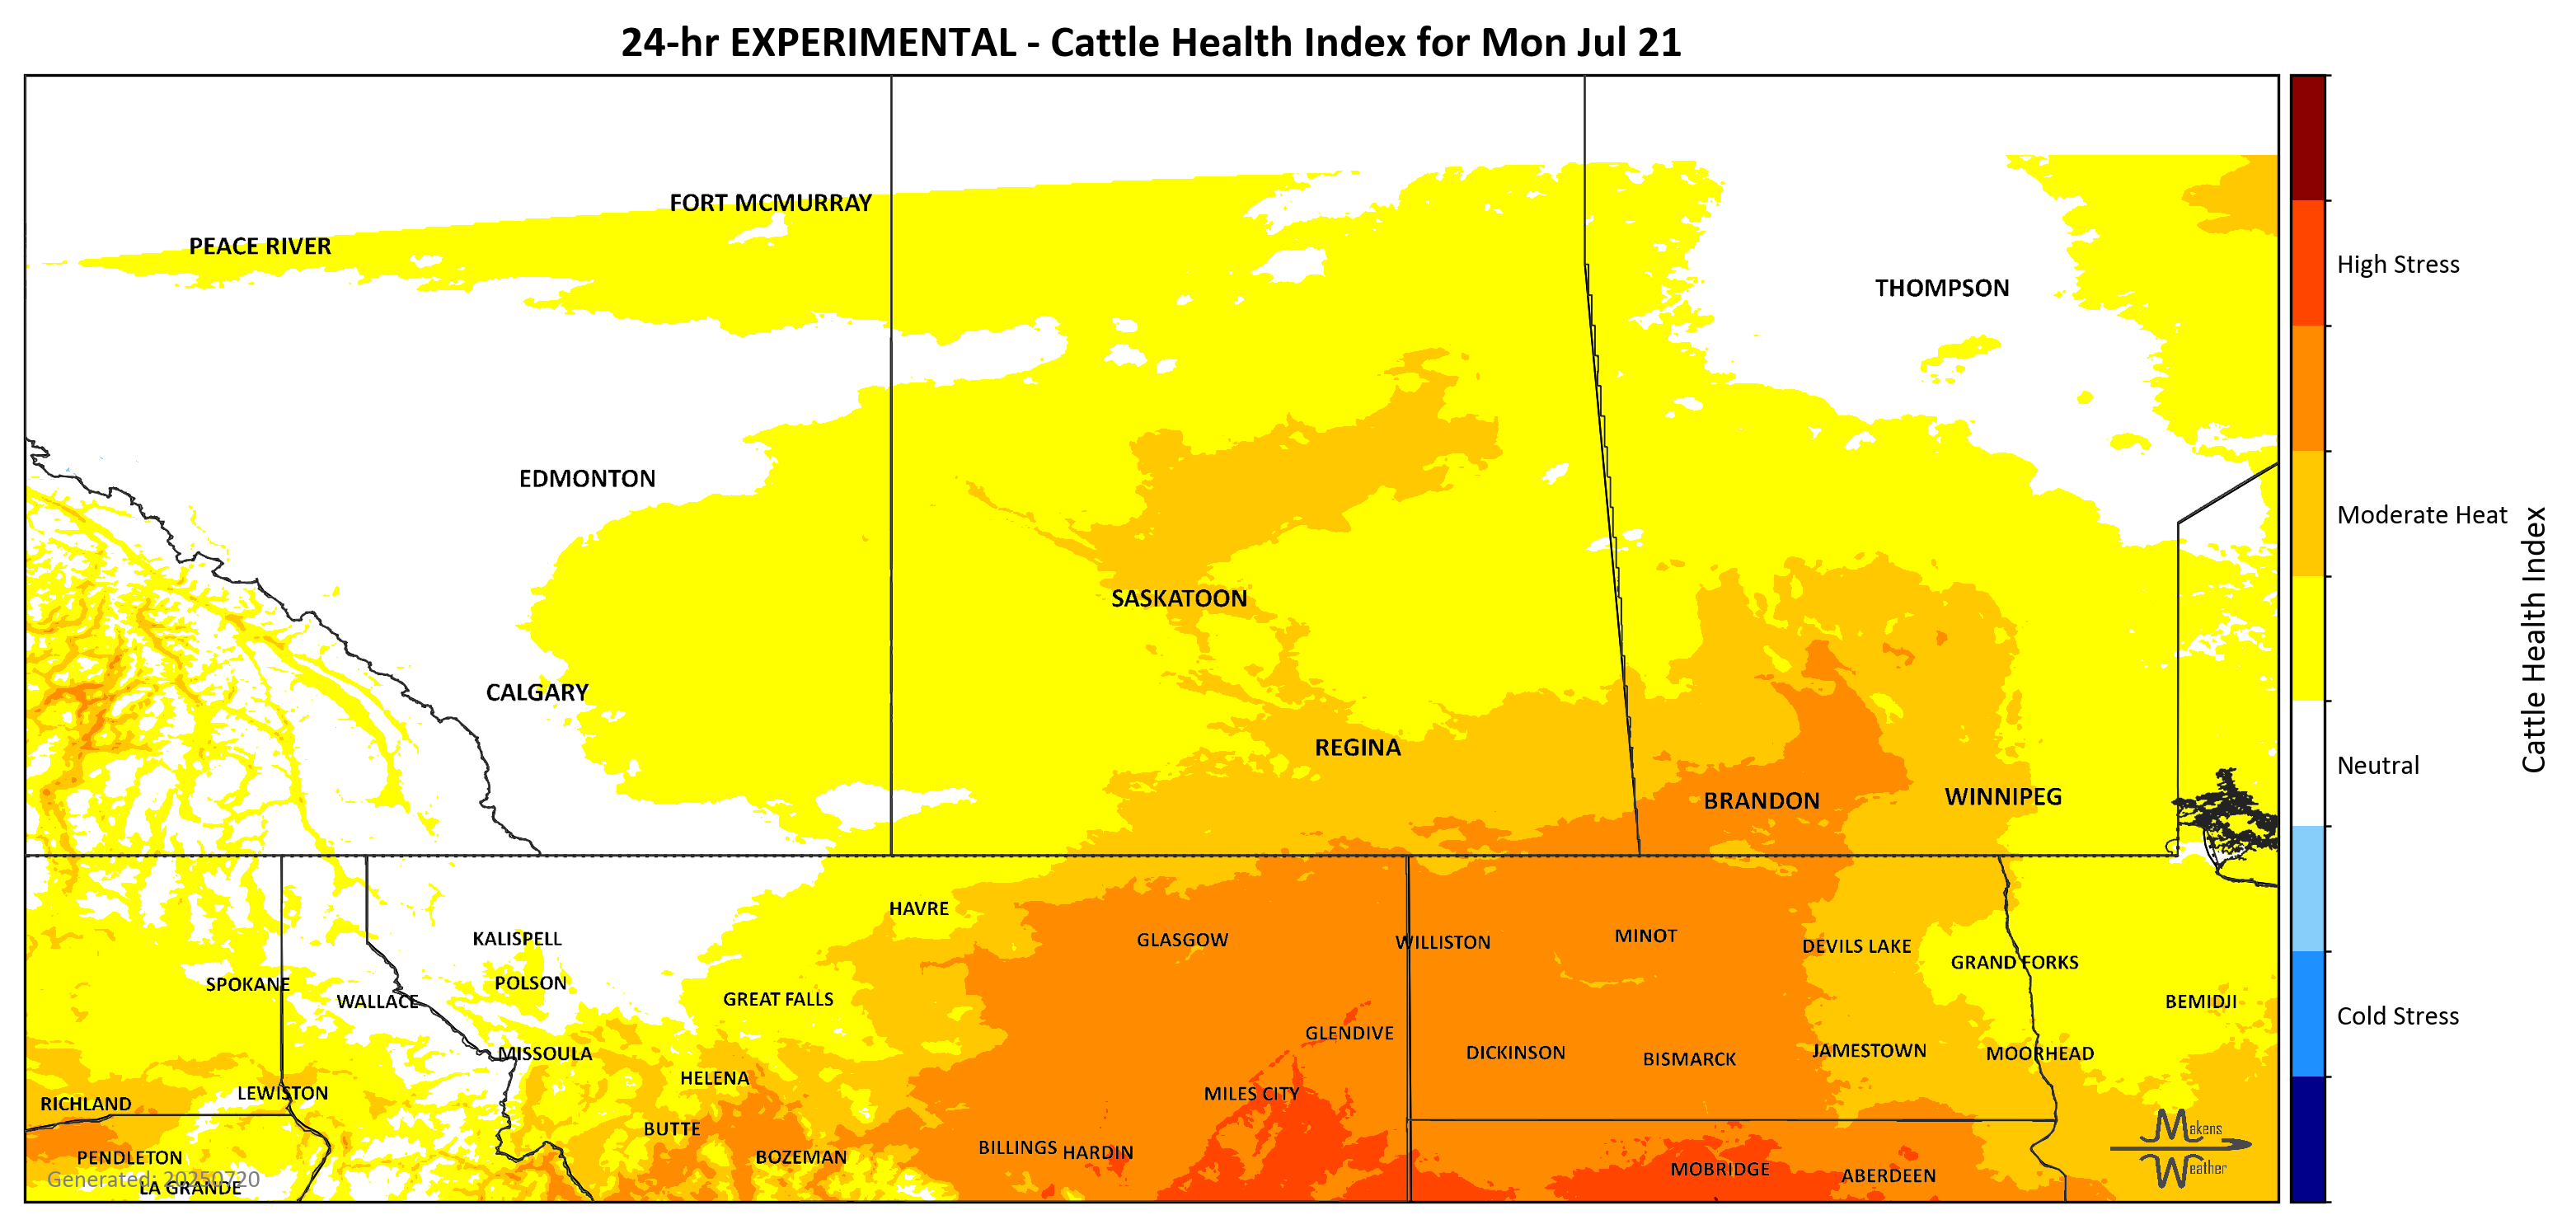 24-hr EXPERIMENTAL - Cattle Health Index for Mon Jul 21
FORT MCMURRAY
PEACE RIVER
THOMPSON
EDMONTON
SASKATOON
CALGARY
REGINA
BRANDON
WINNIPEG
HAVRE
KALISPELL
GLASGOW
WILLISTON
MINOT
DEVILS LAKE
GRAND FORKS
SPOKANE
POLSON
WALLACE
GREAT FALLS
BEMIDJI
GLENDIVE
MISSOULA
DICKINSON
BISMARCK
JAMESTOWN
MOORHEAD
HELENA
LEWISTON
MILES CITY
RICHLAND
BUTTE
BILLINGS
HARDIN
BOZEMAN
PENDLETON
MOBRIDGE
ABERDEEN
Generated: 20250720
LA GRANDE
Makens
Weather
High Stress
Moderate Heat
Neutral
Cold Stress
Cattle Health Index